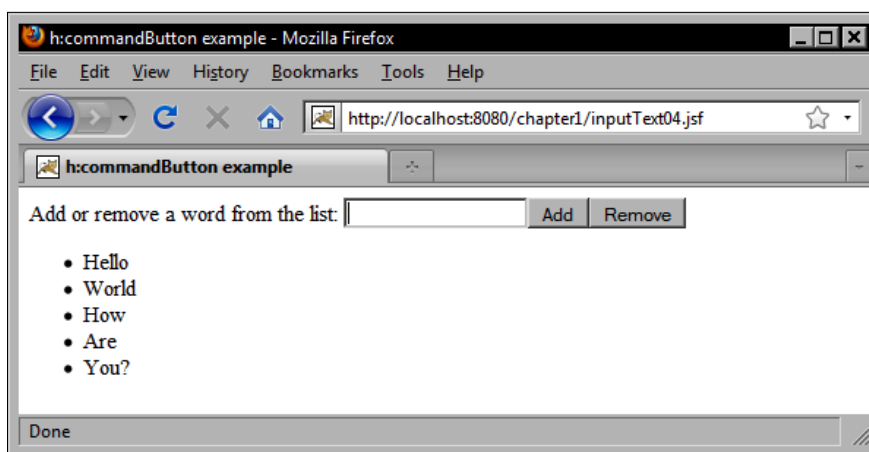 h:commandButton example - Mozilla Firefox
File Edit View History Bookmarks Tools Help
http://localhost:8080/chapter1/inputText04.jsf
h:commandButton example
Add or remove a word from the list: Add Remove
• Hello
• World
• How
• Are
• You?
Done